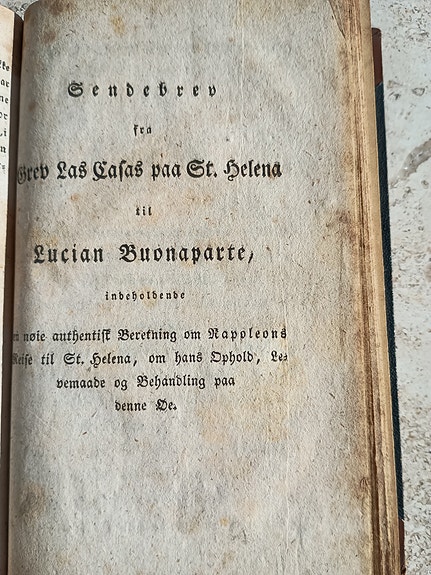 Sendebrev
fra
Grev Las Casas paa St. Helena
til
Lucian Buonaparte,
indeholdende
nøie authentisk Beretning om Napoleons
Reise til St. Helena, om hans Ophold, Le=
vemaade og Behandling paa
denne Øe.